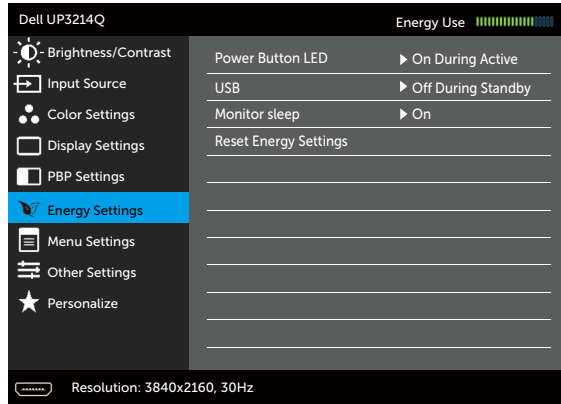 Dell UP3214Q
Energy Use
Brightness/Contrast
Input Source
Color Settings
Display Settings
PBP Settings
Energy Settings
Menu Settings
Other Settings
Personalize
Power Button LED On During Active
USB Off During Standby
Monitor sleep On
Reset Energy Settings
Resolution: 3840x2160, 30Hz